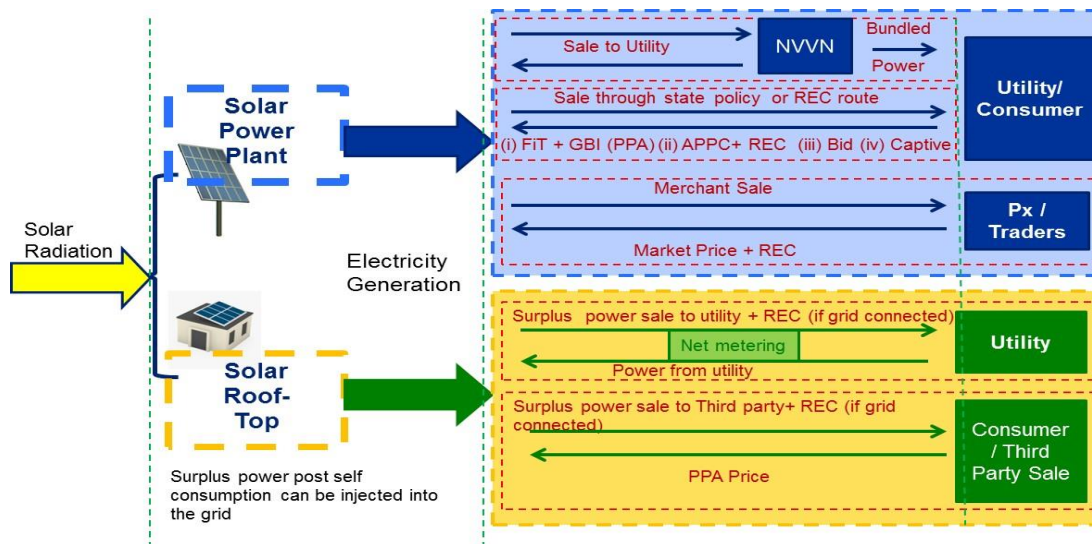 Solar
Radiation
Solar
Power
Plant
Electricity
Generation
Solar
Roof-
Top
Surplus power post self
consumption can be injected into
the grid
Sale to Utility
NVVN
Bundled
Power
Utility/
Consumer
Sale through state policy or REC route
(i) FiT + GBI (PPA) (ii) APPC+ REC (iii) Bid (iv) Captive
Merchant Sale
Market Price + REC
Px /
Traders
Surplus power sale to utility + REC (if grid connected)
Net metering
Power from utility
Utility
Surplus power sale to Third party+ REC (if grid
connected)
PPA Price
Consumer
/ Third
Party Sale